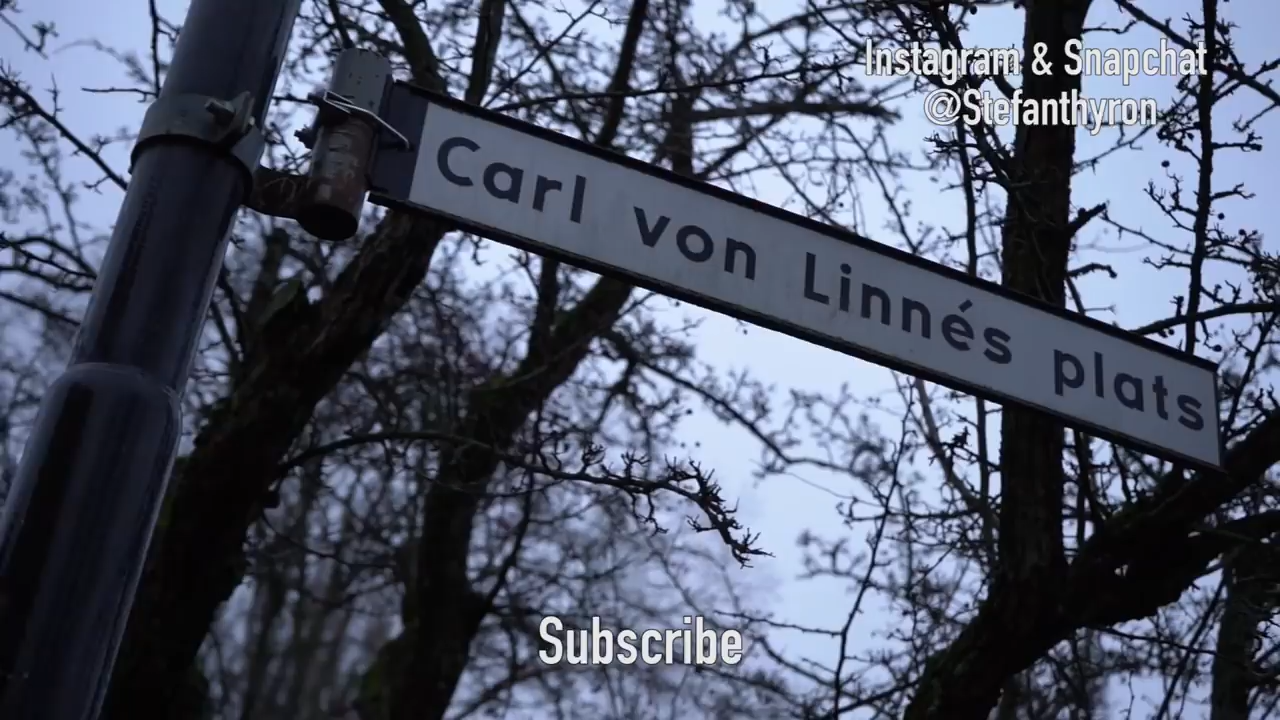 Instagram & Snapchat
@Stefanthyron
Carl von Linnés plats
Subscribe